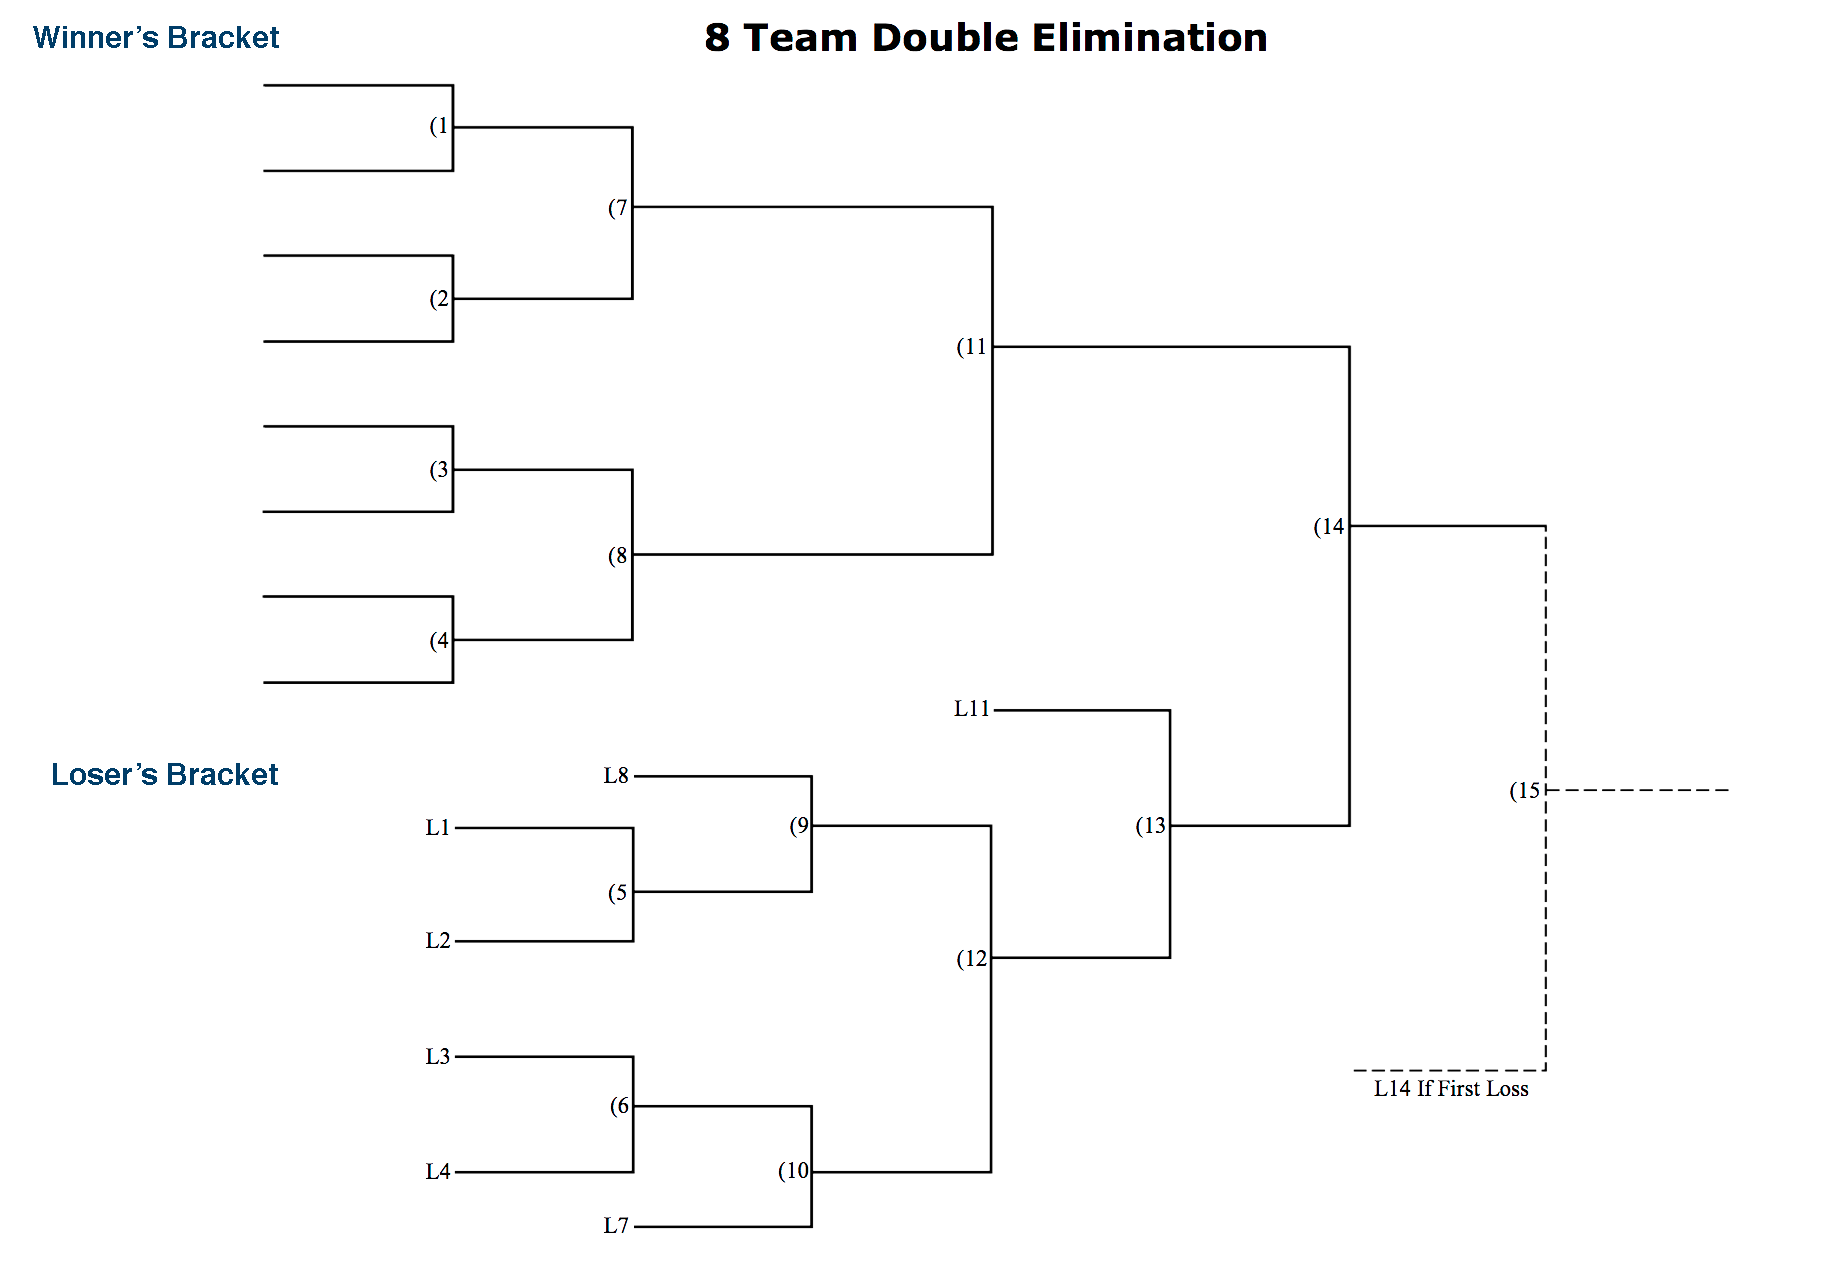 Winner’s Bracket
8 Team Double Elimination
(1
(7
(2
(11
(3
(14
(8
(4
L11
Loser’s Bracket
L8
(15
L1
(9
(13
(5
L2
(12
L3
L14 If First Loss
(6
L4
(10
L7